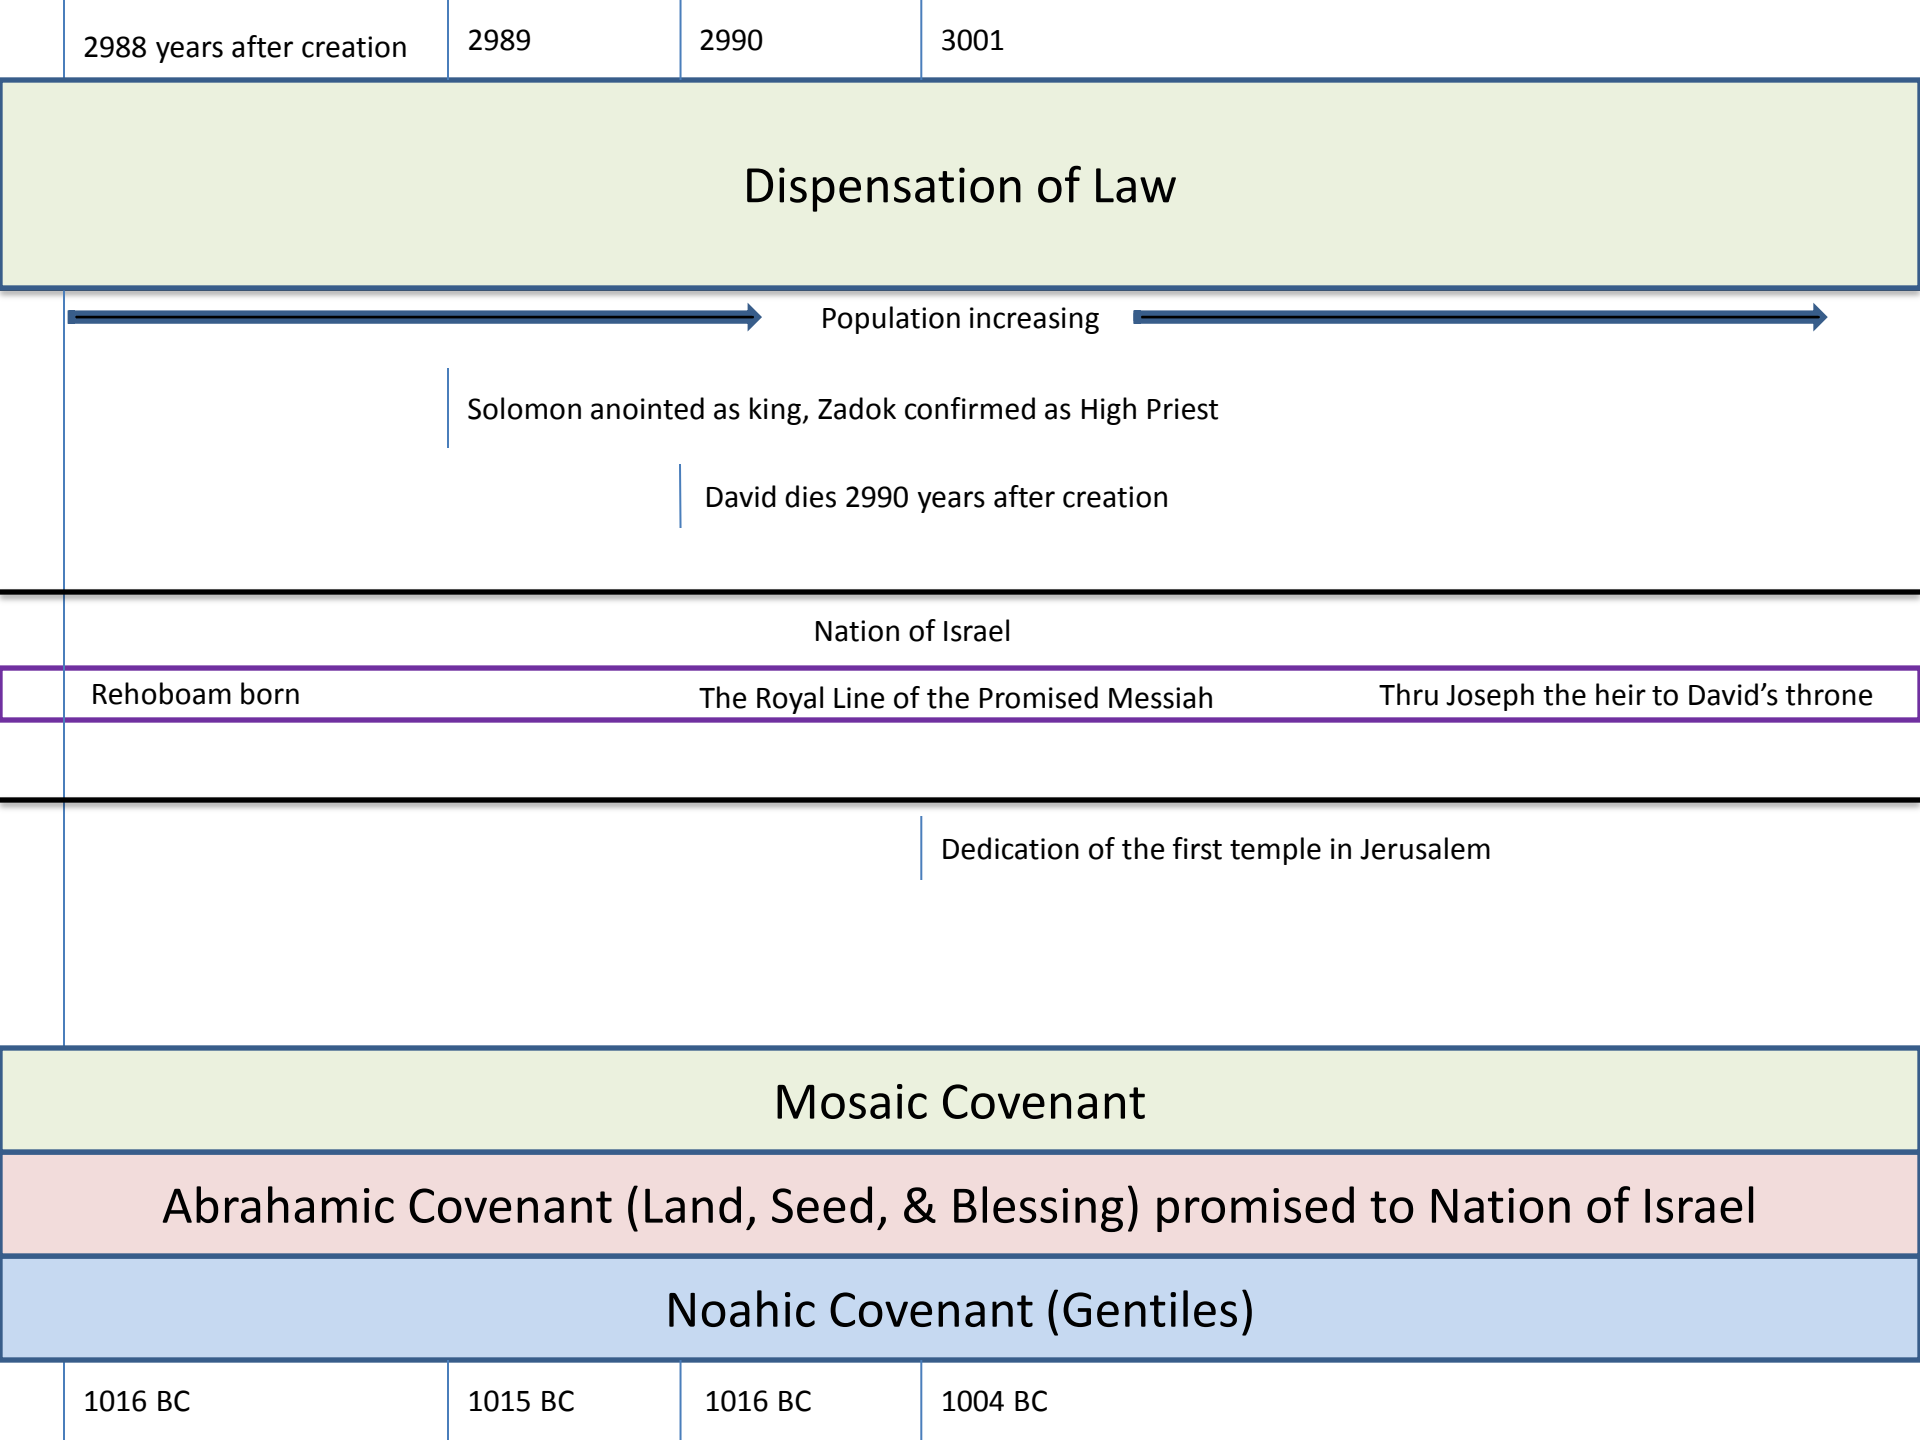 2988 years after creation
2989
2990
3001
Dispensation of Law
Population increasing
Solomon anointed as king, Zadok confirmed as High Priest
David dies 2990 years after creation
Nation of Israel
Rehoboam born
The Royal Line of the Promised Messiah
Thru Joseph the heir to David’s throne
Dedication of the first temple in Jerusalem
Mosaic Covenant
Abrahamic Covenant (Land, Seed, & Blessing) promised to Nation of Israel
Noahic Covenant (Gentiles)
1016 BC
1015 BC
1016 BC
1004 BC